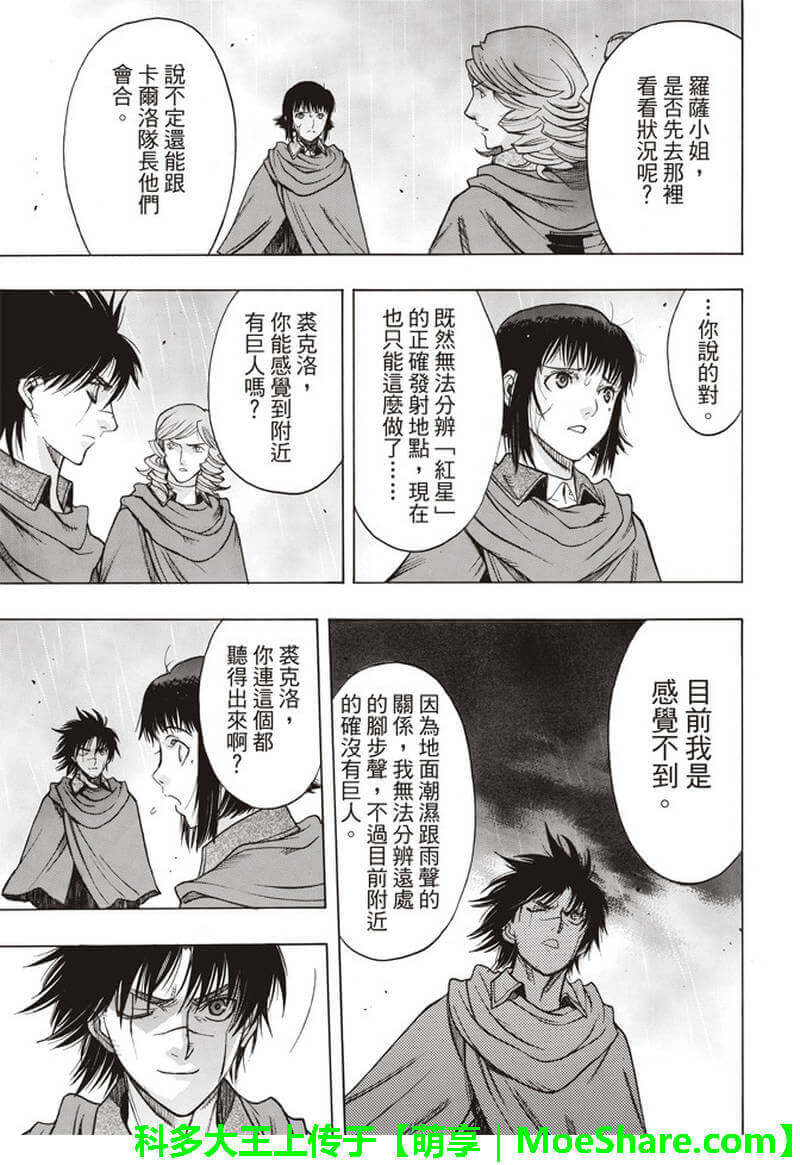 羅薩小姐，
是否先去那裡
看看狀況呢？
說不定還能跟
卡爾洛隊長他們
會合。
…你說的對。
既然無法分辨「紅星」
的正確發射地點，現在
也只能這麼做了……
裘克洛，
你能感覺到附近
有巨人嗎？
目前我是
感覺不到。
因為地面潮濕跟雨聲的
關係，我無法分辨遠處
的腳步聲，不過目前附近
的確沒有巨人。
裘克洛，
你連這個都
聽得出來啊？
科多大王上传于【萌享|MoeShare.com】